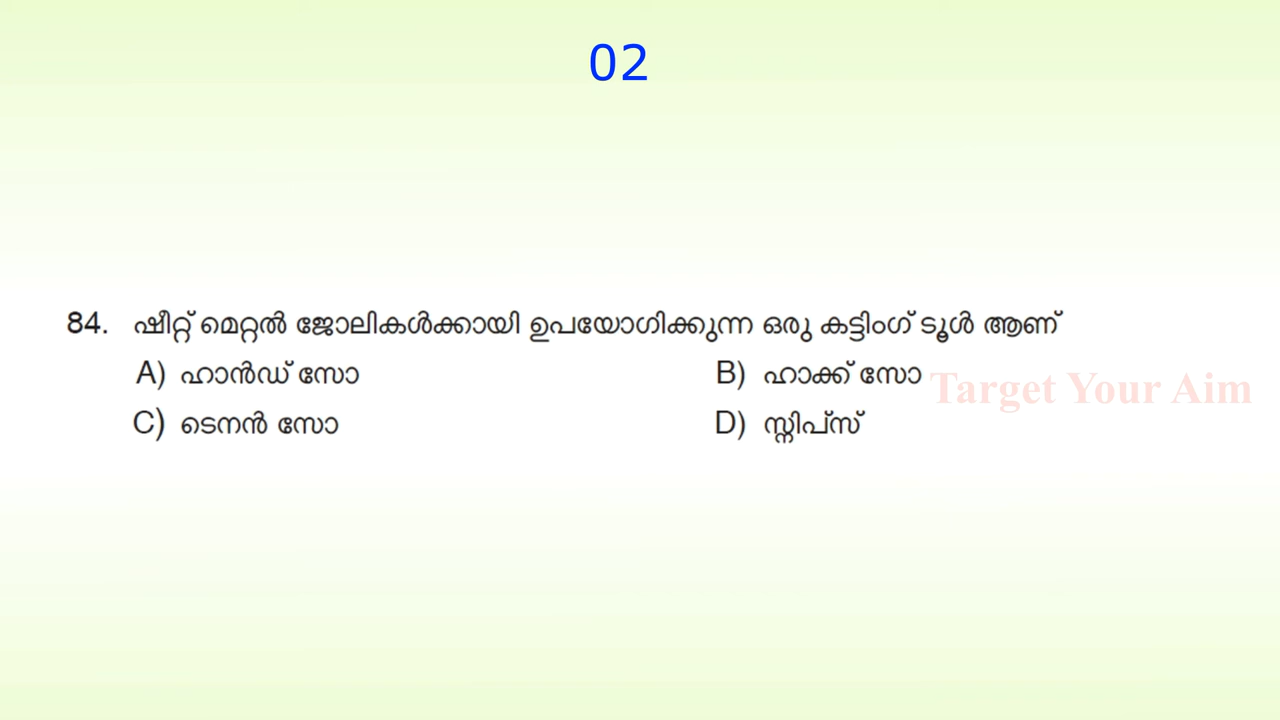 02
84. ഷീറ്റ് മെറ്റൽ ജോലികൾക്കായി ഉപയോഗിക്കുന്ന ഒരു കട്ടിംഗ് ടൂൾ ആണ്
A) ഹാൻഡ് സോ B) ഹാക്ക് സോ
Target Your Aim
C) ടെനൻ സോ D) സ്നിപ്സ്